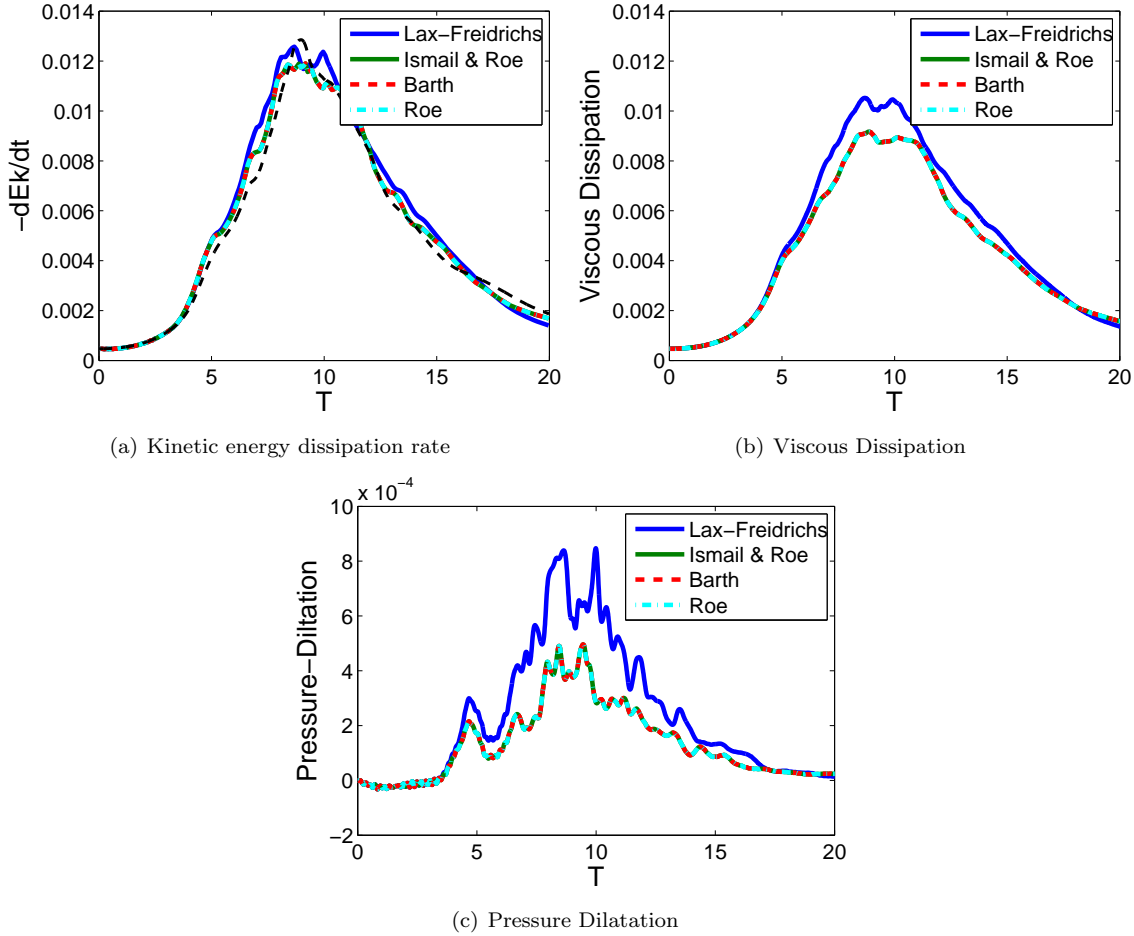 0.014
0.012
0.01
0.008
0.006
0.004
0.002
0
−dEk/dt
0 5 10 15 20
T
Lax−Freidrichs
Ismail & Roe
Barth
Roe
(a) Kinetic energy dissipation rate
0.014
0.012
0.01
0.008
0.006
0.004
0.002
0
Viscous Dissipation
0 5 10 15 20
T
Lax−Freidrichs
Ismail & Roe
Barth
Roe
(b) Viscous Dissipation
x 10−4
10
8
6
4
2
0
−2
Pressure−Diltation
0 5 10 15 20
T
Lax−Freidrichs
Ismail & Roe
Barth
Roe
(c) Pressure Dilatation